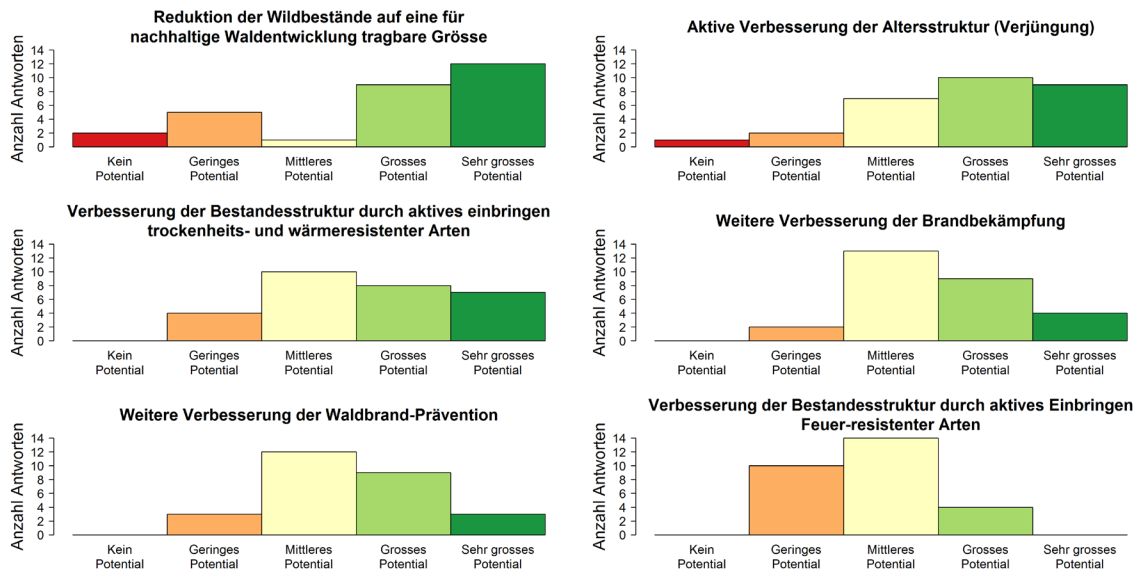 Reduktion der Wildbestände auf eine für
nachhaltige Waldentwicklung tragbare Grösse
Anzahl Antworten
14
12
10
8
6
4
2
0
Kein
Potential
Geringes
Potential
Mittleres
Potential
Grosses
Potential
Sehr grosses
Potential
Aktive Verbesserung der Altersstruktur (Verjüngung)
Anzahl Antworten
14
12
10
8
6
4
2
0
Kein
Potential
Geringes
Potential
Mittleres
Potential
Grosses
Potential
Sehr grosses
Potential
Verbesserung der Bestandesstruktur durch aktives einbringen
trockenheits- und wärmeresistenter Arten
Anzahl Antworten
14
12
10
8
6
4
2
0
Kein
Potential
Geringes
Potential
Mittleres
Potential
Grosses
Potential
Sehr grosses
Potential
Weitere Verbesserung der Brandbekämpfung
Anzahl Antworten
14
12
10
8
6
4
2
0
Kein
Potential
Geringes
Potential
Mittleres
Potential
Grosses
Potential
Sehr grosses
Potential
Weitere Verbesserung der Waldbrand-Prävention
Anzahl Antworten
14
12
10
8
6
4
2
0
Kein
Potential
Geringes
Potential
Mittleres
Potential
Grosses
Potential
Sehr grosses
Potential
Verbesserung der Bestandesstruktur durch aktives Einbringen
Feuer-resistenter Arten
Anzahl Antworten
14
12
10
8
6
4
2
0
Kein
Potential
Geringes
Potential
Mittleres
Potential
Grosses
Potential
Sehr grosses
Potential